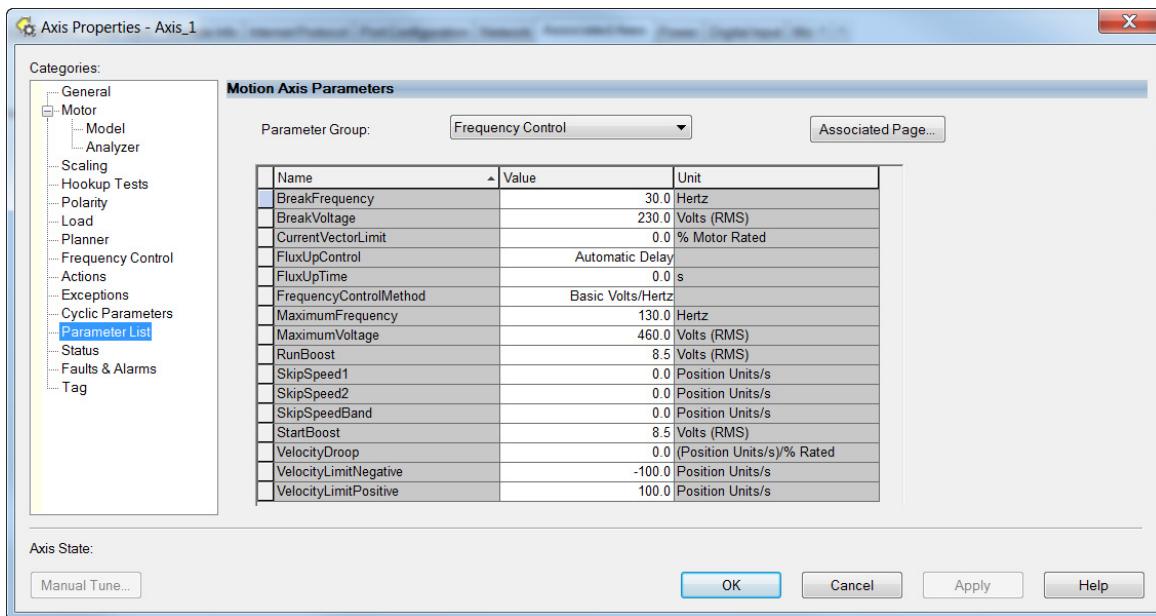 Axis Properties - Axis_1
Categories:
General
Motor
Model
Analyzer
Scaling
Hookup Tests
Polarity
Load
Planner
Frequency Control
Actions
Exceptions
Cyclic Parameters
Parameter List
Status
Faults & Alarms
Tag
Motion Axis Parameters
Parameter Group: Frequency Control Associated Page...
Name Value Unit
BreakFrequency 30.0 Hertz
BreakVoltage 230.0 Volts (RMS)
CurrentVectorLimit 0.0 % Motor Rated
FluxUpControl Automatic Delay
FluxUpTime 0.0 s
FrequencyControlMethod Basic Volts/Hertz
MaximumFrequency 130.0 Hertz
MaximumVoltage 460.0 Volts (RMS)
RunBoost 8.5 Volts (RMS)
SkipSpeed1 0.0 Position Units/s
SkipSpeed2 0.0 Position Units/s
SkipSpeedBand 0.0 Position Units/s
StartBoost 8.5 Volts (RMS)
VelocityDroop 0.0 (Position Units/s)/% Rated
VelocityLimitNegative -100.0 Position Units/s
VelocityLimitPositive 100.0 Position Units/s
Axis State:
Manual Tune... OK Cancel Apply Help